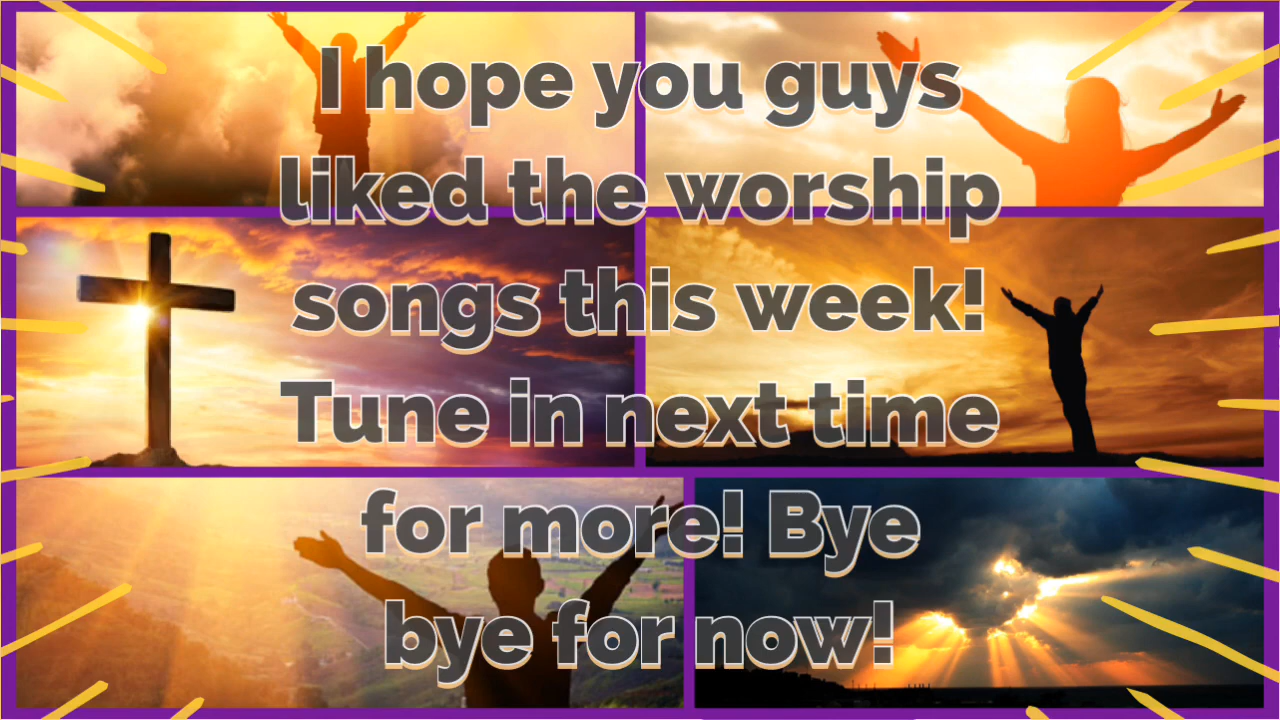 I hope you guys
liked the worship
songs this week!
Tune in next time
for more! Bye
bye for now!